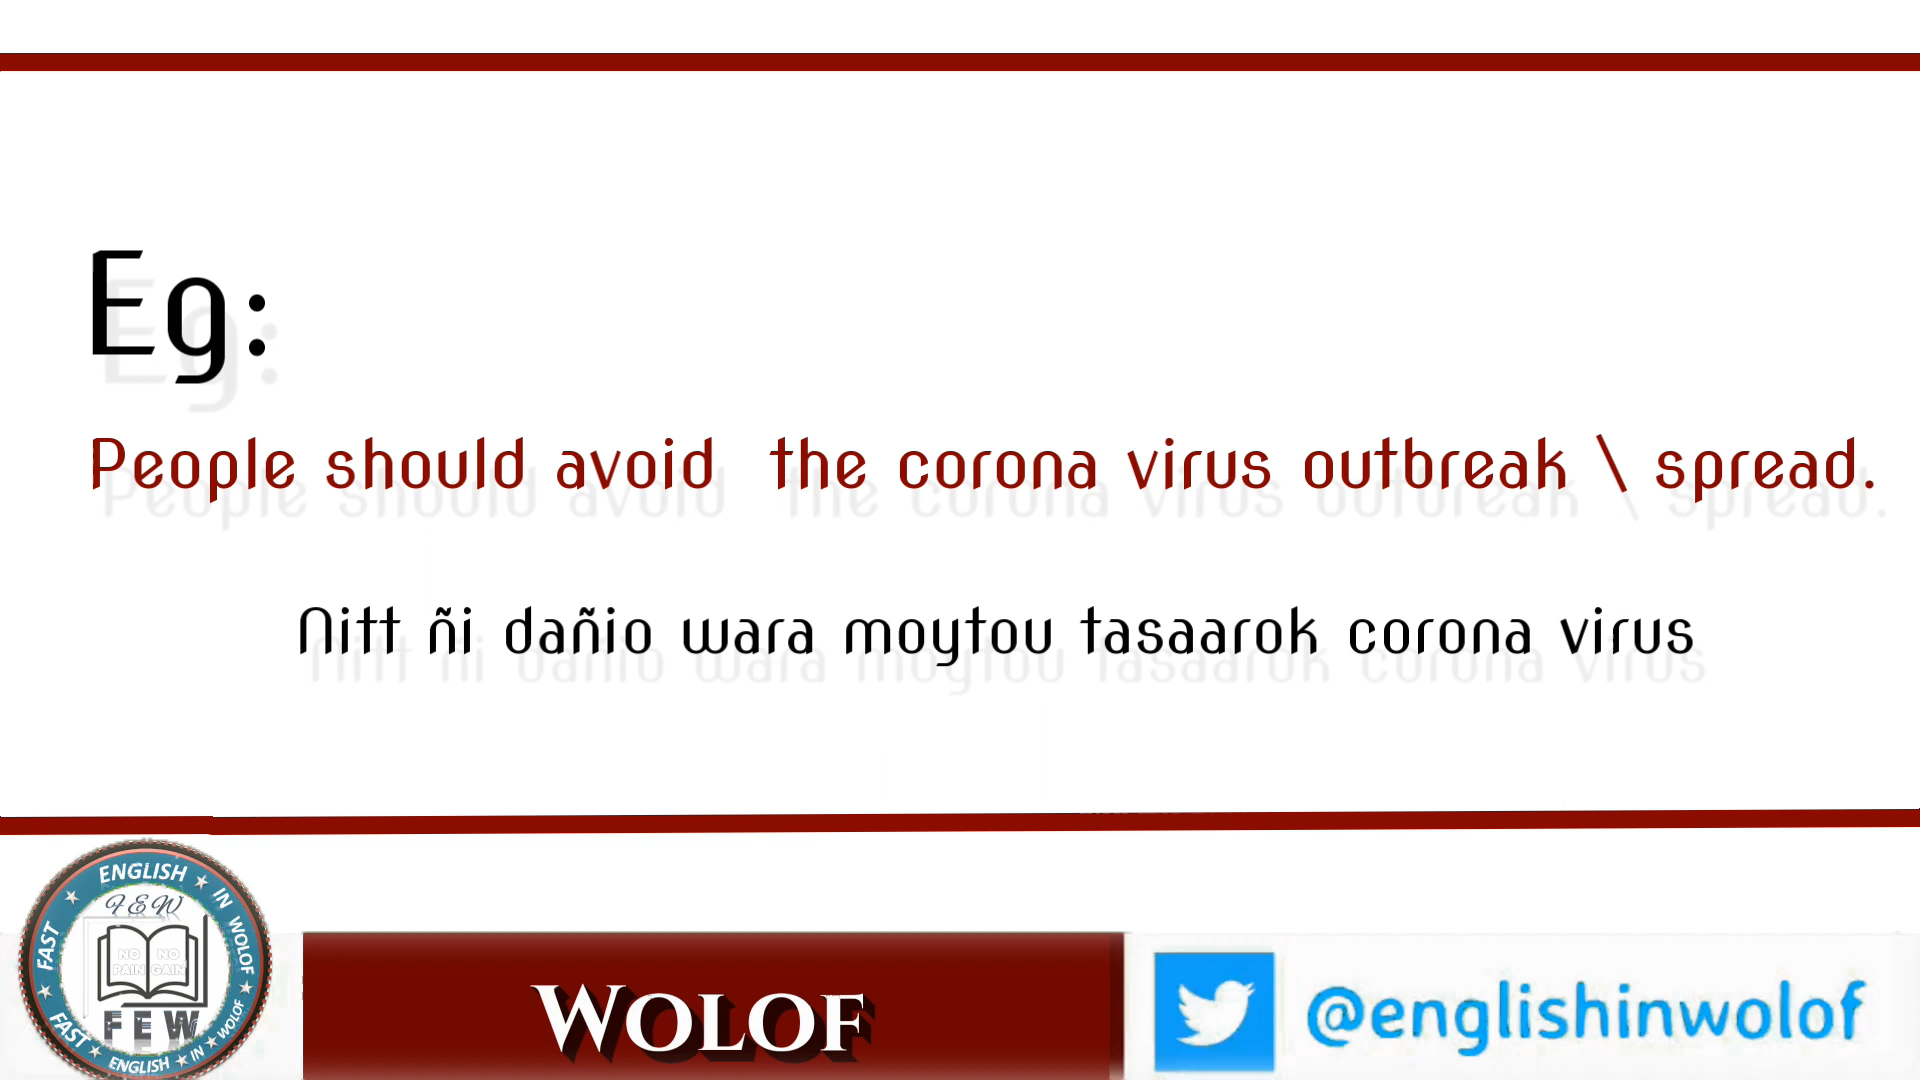 Eg:
People should avoid the corona virus outbreak \ spread.
Nitt ñi dañio wara moytou tasaarok corona virus
FAST ★ ENGLISH ★ IN WOLOF ★
F E W
NO NO
PAIN GAIN
FEW
FAST ★ ENGLISH ★ IN ★ WOLOF
WOLOF
@englishinwolof